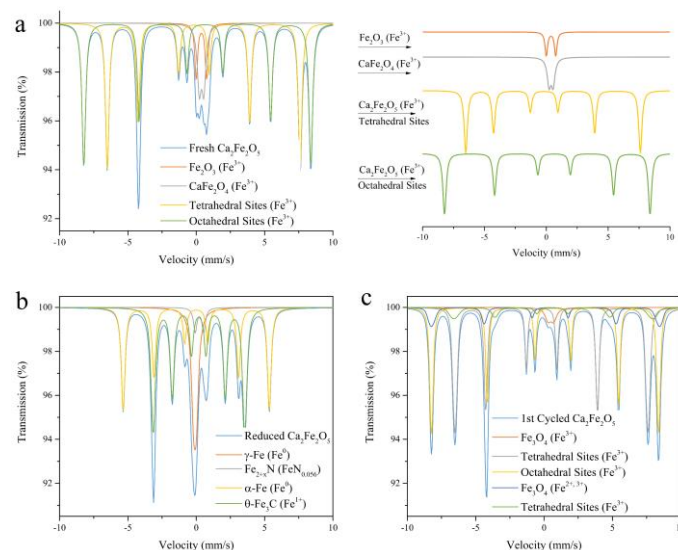 a
Transmission (%)
100
98
96
94
92
Fresh Ca₂Fe₂O₅
Fe₂O₃ (Fe³⁺)
CaFe₂O₄ (Fe³⁺)
Tetrahedral Sites (Fe³⁺)
Octahedral Sites (Fe³⁺)
-10 -5 0 5 10
Velocity (mm/s)
Fe₂O₃ (Fe³⁺)
CaFe₂O₄ (Fe³⁺)
Ca₂Fe₂O₅ (Fe³⁺)
Tetrahedral Sites
Ca₂Fe₂O₅ (Fe³⁺)
Octahedral Sites
-10 -5 0 5 10
Velocity (mm/s)
b
Transmission (%)
100
98
96
94
92
Reduced Ca₂Fe₂O₅
γ-Fe (Fe⁰)
Fe₂₋ₓN (FeN₀.₀₅₆)
α-Fe (Fe⁰)
θ-Fe₃C (Fe¹⁺)
-10 -5 0 5 10
Velocity (mm/s)
c
Transmission (%)
100
98
96
94
92
1st Cycled Ca₂Fe₂O₅
Fe₃O₄ (Fe³⁺)
Tetrahedral Sites (Fe³⁺)
Octahedral Sites (Fe³⁺)
Fe₃O₄ (Fe²⁺, ³⁺)
Tetrahedral Sites (Fe³⁺)
-10 -5 0 5 10
Velocity (mm/s)